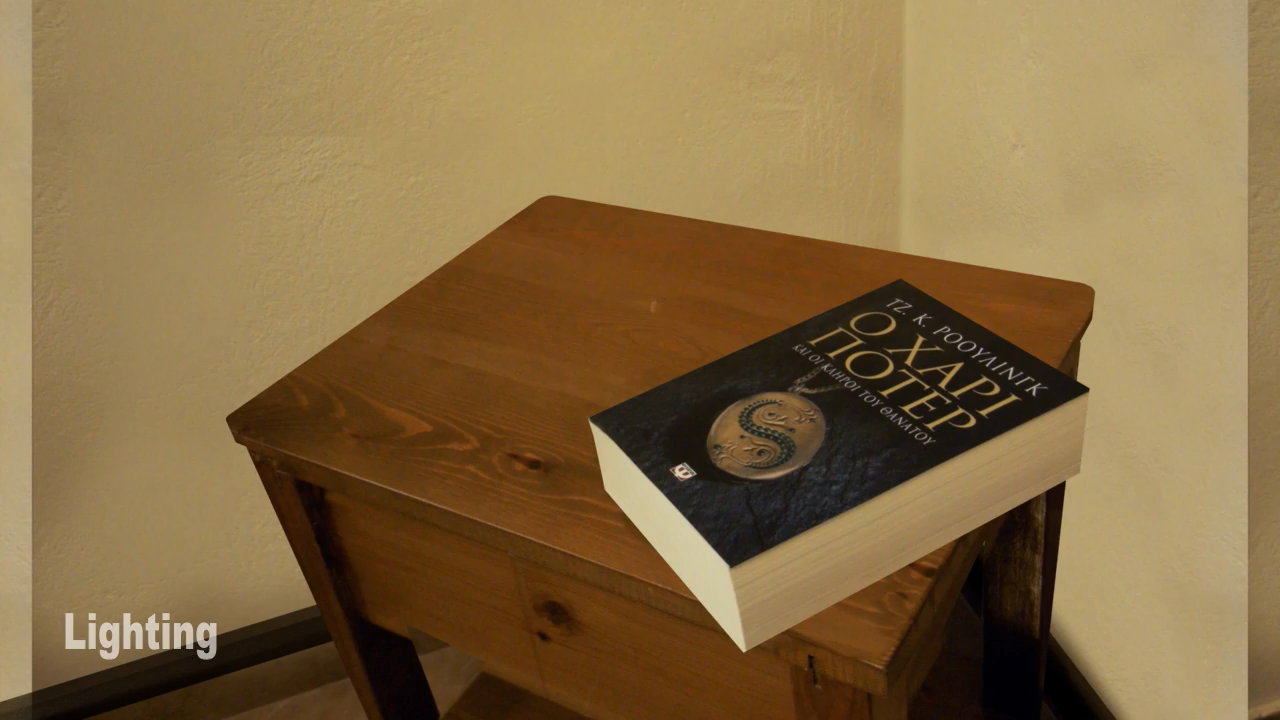 ΤΖ. Κ. ΡΟΟΥΛΙΝΓΚ
Ο ΧΑΡΙ
ΠΟΤΕΡ
ΚΑΙ ΟΙ ΚΛΗΡΟΙ ΤΟΥ ΘΑΝΑΤΟΥ
Lighting